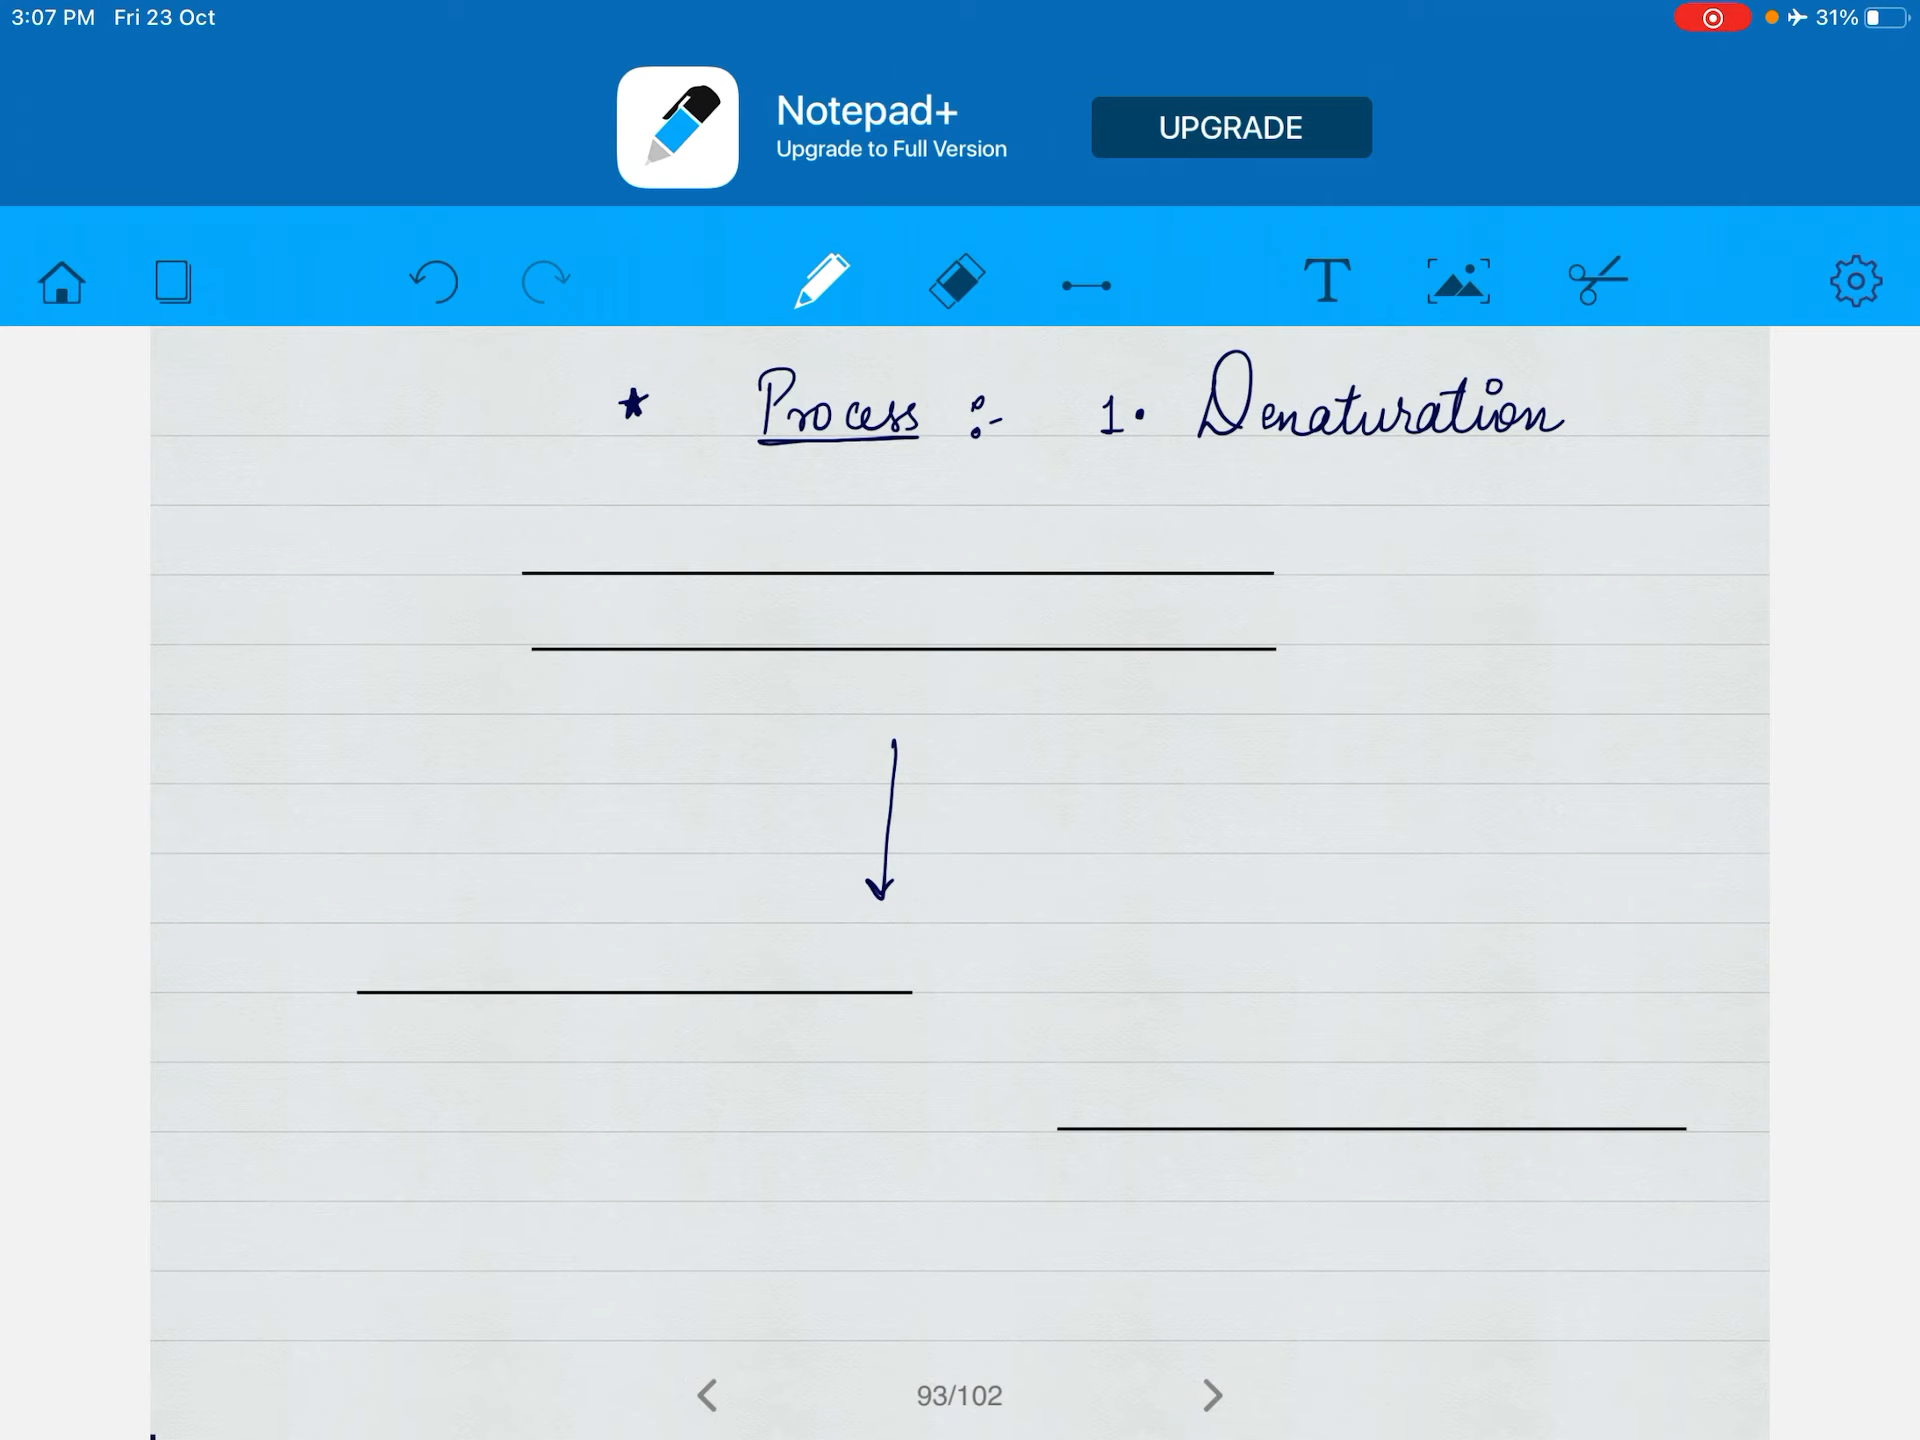 3:07 PM Fri 23 Oct 31%
Notepad+
Upgrade to Full Version
UPGRADE
T
★ Process :- 1. Denaturation
93/102